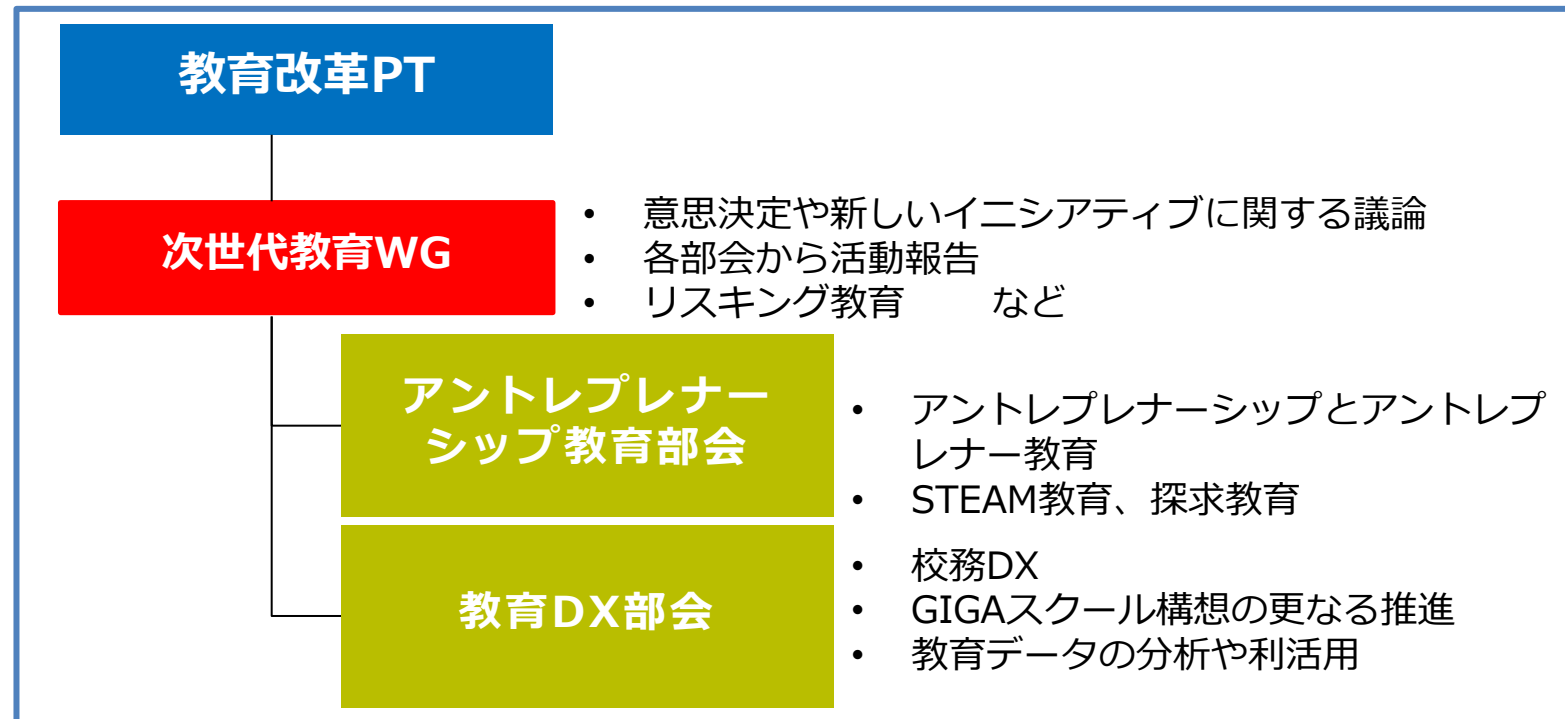 教育改革PT
次世代教育WG
• 意思決定や新しいイニシアティブに関する議論
• 各部会から活動報告
• リスキング教育　　など
アントレプレナー
シップ教育部会
• アントレプレナーシップとアントレプ
レナー教育
• STEAM教育、探求教育
教育DX部会
• 校務DX
• GIGAスクール構想の更なる推進
• 教育データの分析や利活用